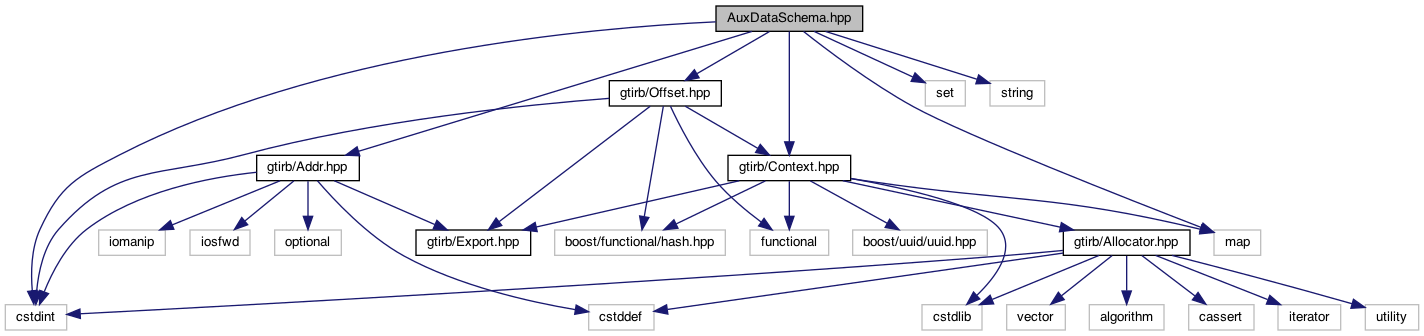 AuxDataSchema.hpp
gtirb/Offset.hpp
set
string
gtirb/Addr.hpp
gtirb/Context.hpp
iomanip
iosfwd
optional
gtirb/Export.hpp
boost/functional/hash.hpp
functional
boost/uuid/uuid.hpp
gtirb/Allocator.hpp
map
cstdint
cstddef
cstdlib
vector
algorithm
cassert
iterator
utility